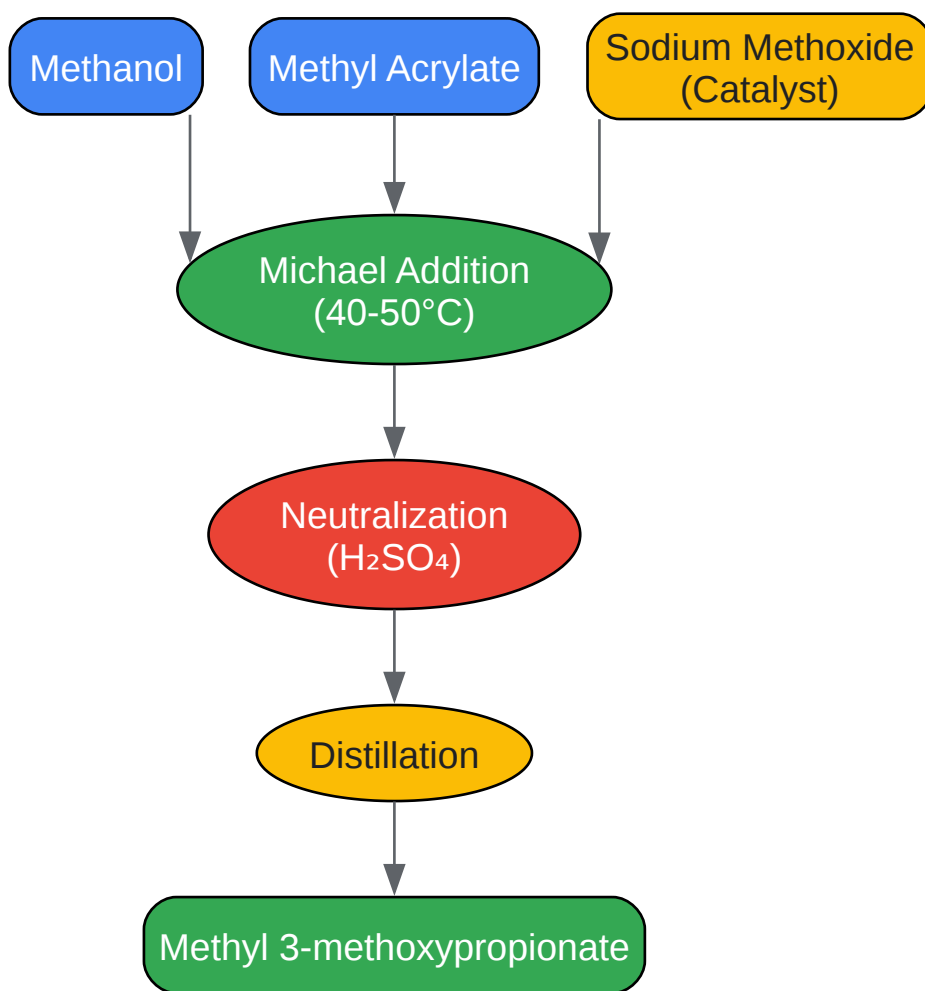 Methanol
Methyl Acrylate
Sodium Methoxide
(Catalyst)
Michael Addition
(40-50°C)
Neutralization
(H₂SO₄)
Distillation
Methyl 3-methoxypropionate